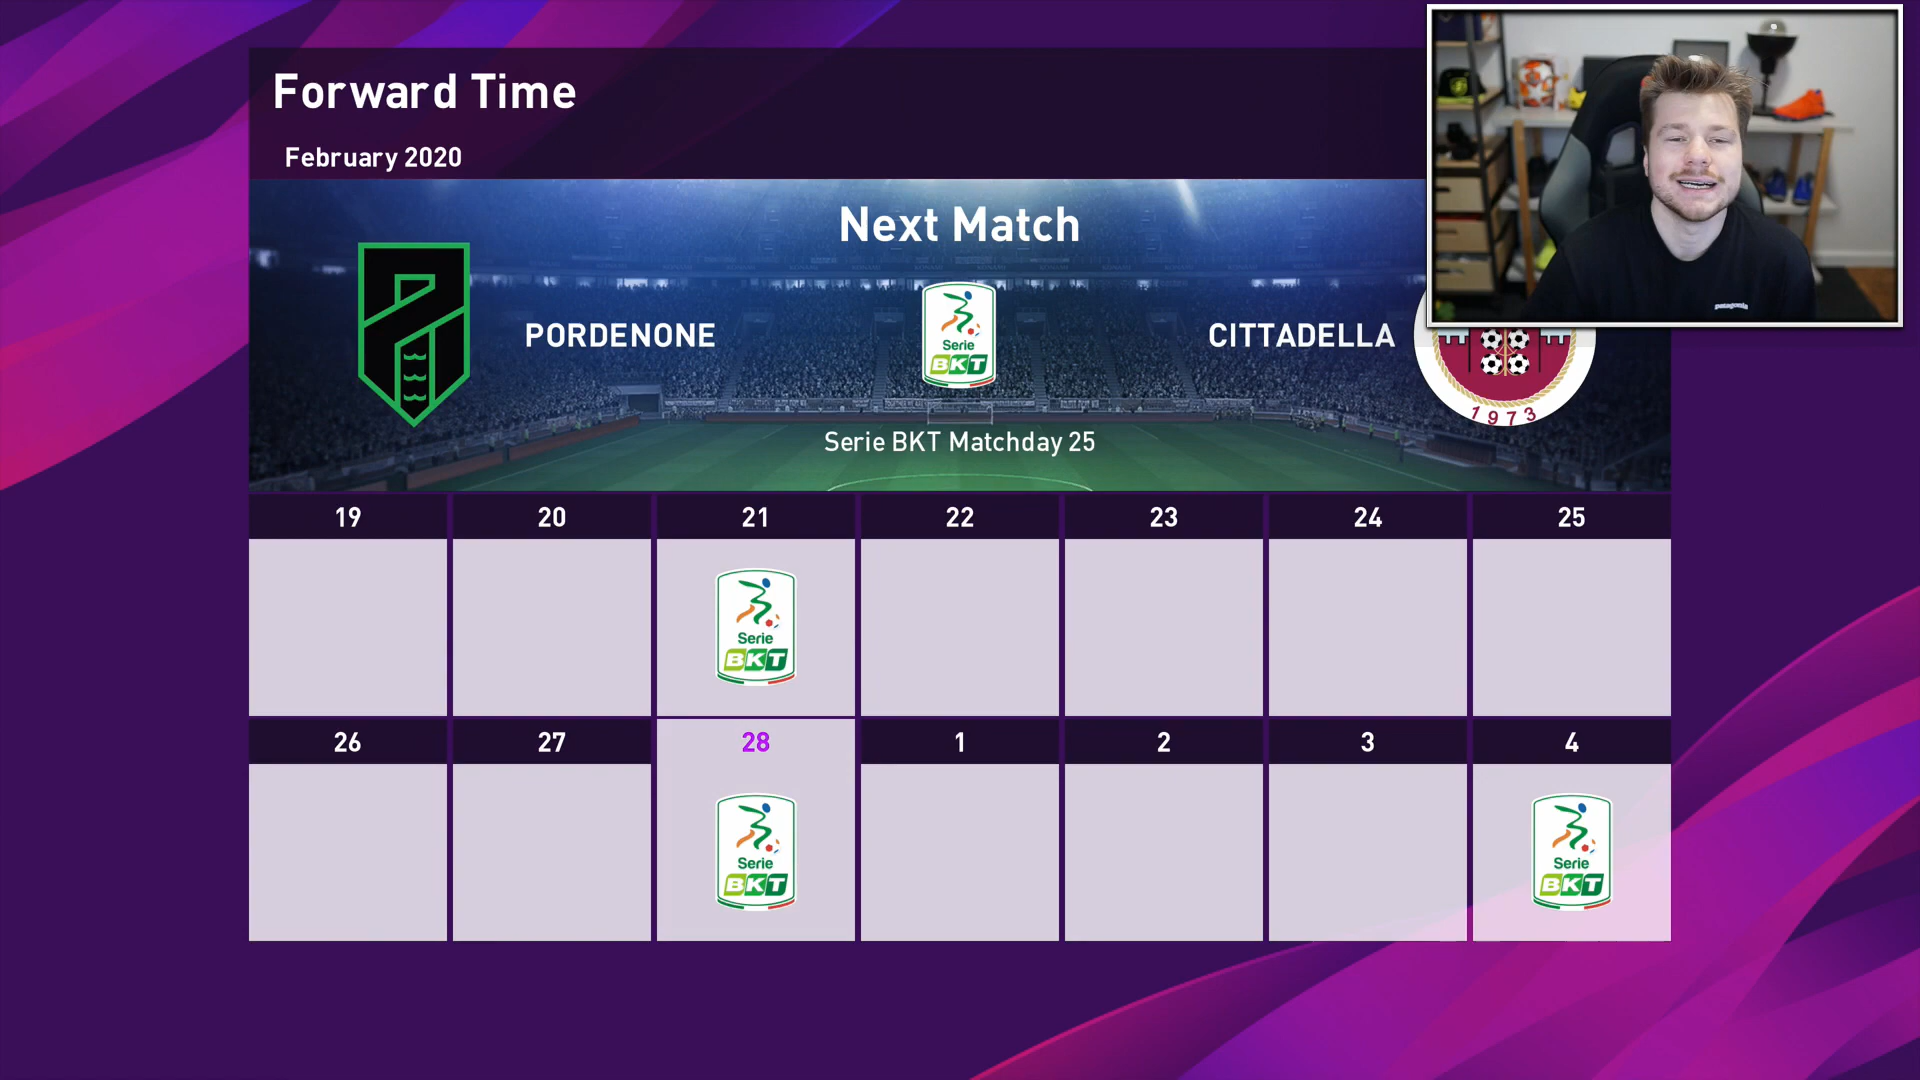 Forward Time
February 2020
Next Match
PORDENONE
Serie
BKT
CITTADELLA
1973
Serie BKT Matchday 25
19 20 21 22 23 24 25
Serie
BKT
26 27 28 1 2 3 4
Serie
BKT
Serie
BKT
patagonia